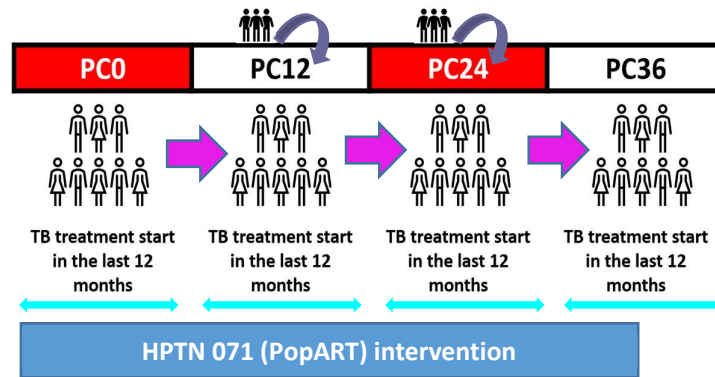 PC0 PC12 PC24 PC36
TB treatment start TB treatment start TB treatment start TB treatment start
in the last 12 in the last 12 in the last 12 in the last 12
months months months months
HPTN 071 (PopART) intervention